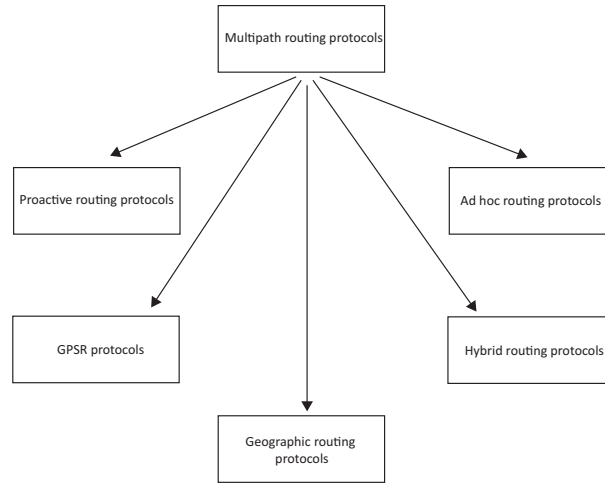 Multipath routing protocols
Proactive routing protocols
Ad hoc routing protocols
GPSR protocols
Hybrid routing protocols
Geographic routing
protocols